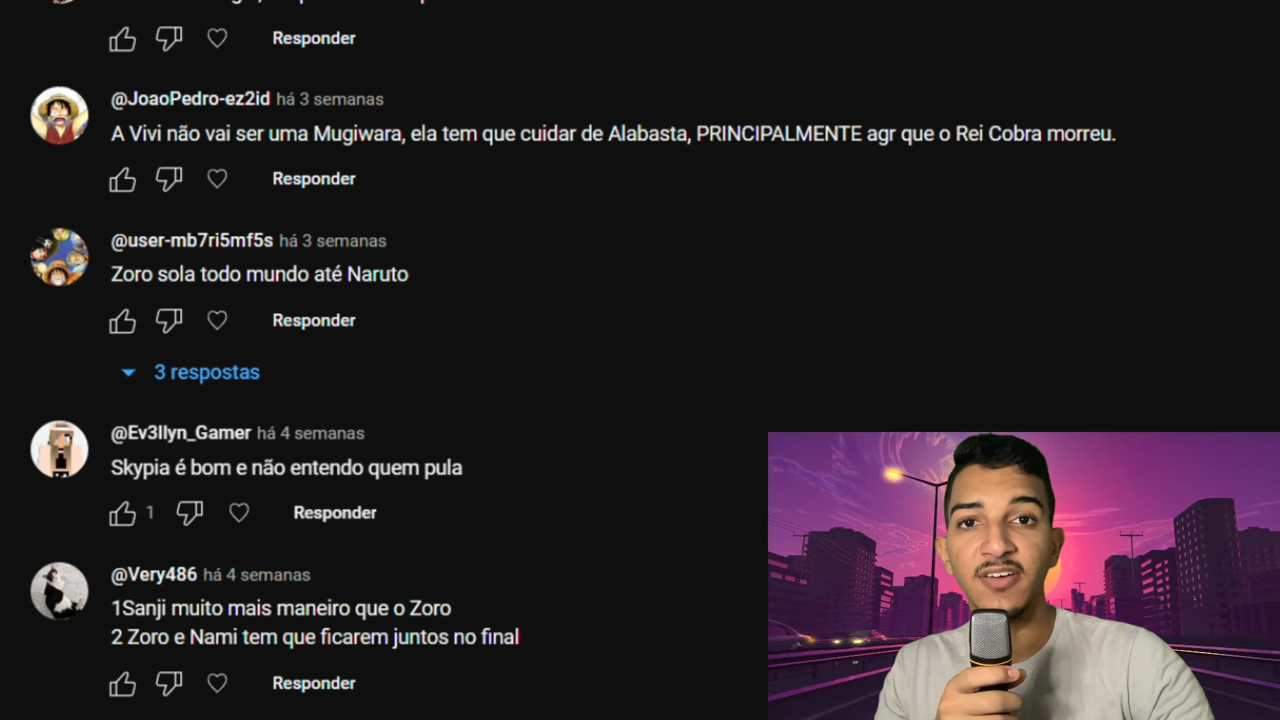 Responder
@JoaoPedro-ez2id há 3 semanas
A Vivi não vai ser uma Mugiwara, ela tem que cuidar de Alabasta, PRINCIPALMENTE agr que o Rei Cobra morreu.
Responder
@user-mb7ri5mf5s há 3 semanas
Zoro sola todo mundo até Naruto
Responder
3 respostas
@Ev3llyn_Gamer há 4 semanas
Skypia é bom e não entendo quem pula
1 Responder
@Very486 há 4 semanas
1Sanji muito mais maneiro que o Zoro
2 Zoro e Nami tem que ficarem juntos no final
Responder